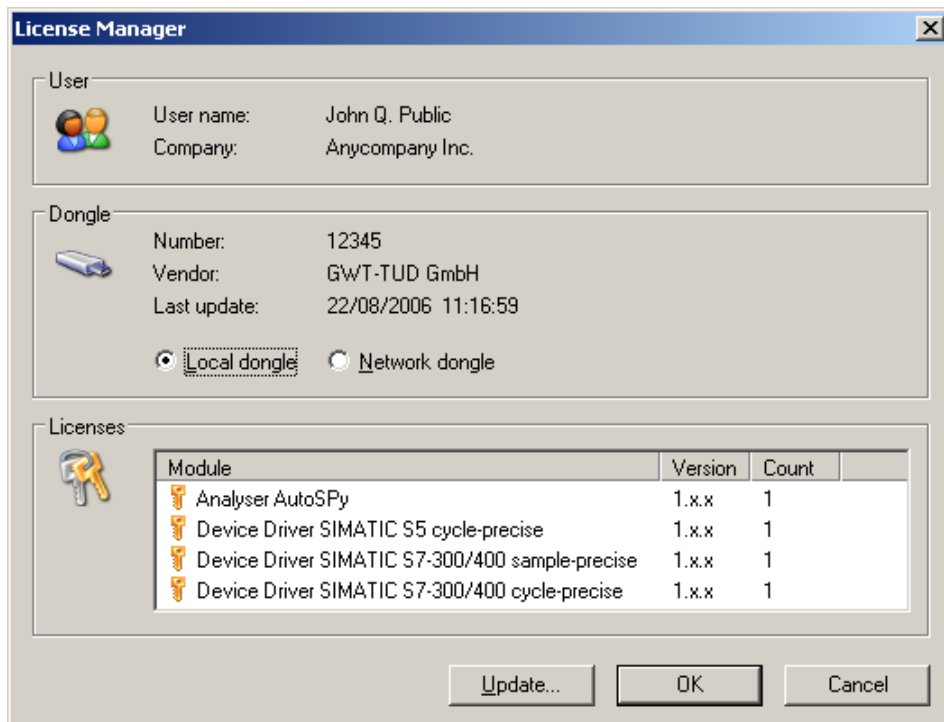 License Manager
User
User name: John Q. Public
Company: Anycompany Inc.
Dongle
Number: 12345
Vendor: GWT-TUD GmbH
Last update: 22/08/2006 11:16:59
Local dongle Network dongle
Licenses
Module Version Count
Analyser AutoSPy 1.x.x 1
Device Driver SIMATIC S5 cycle-precise 1.x.x 1
Device Driver SIMATIC S7-300/400 sample-precise 1.x.x 1
Device Driver SIMATIC S7-300/400 cycle-precise 1.x.x 1
Update... OK Cancel